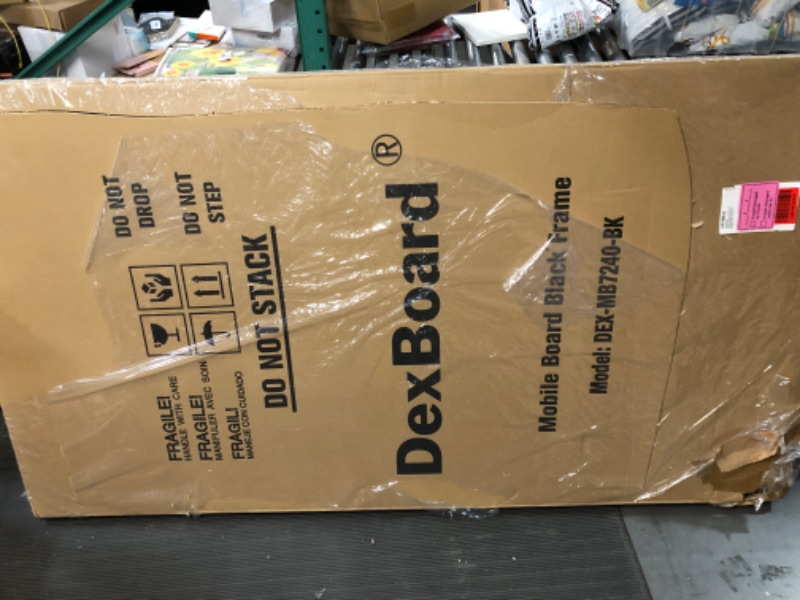 DexBoard®
Mobile Board Black Frame
Model: DEX-MB7240-BK
DO NOT
DROP
DO NOT
STEP
DO NOT STACK
FRAGILE!
HANDLE WITH CARE
FRAGILE!
MANIPULER AVEC SOIN
FRÁGIL!
MANEJE CON CUIDADO